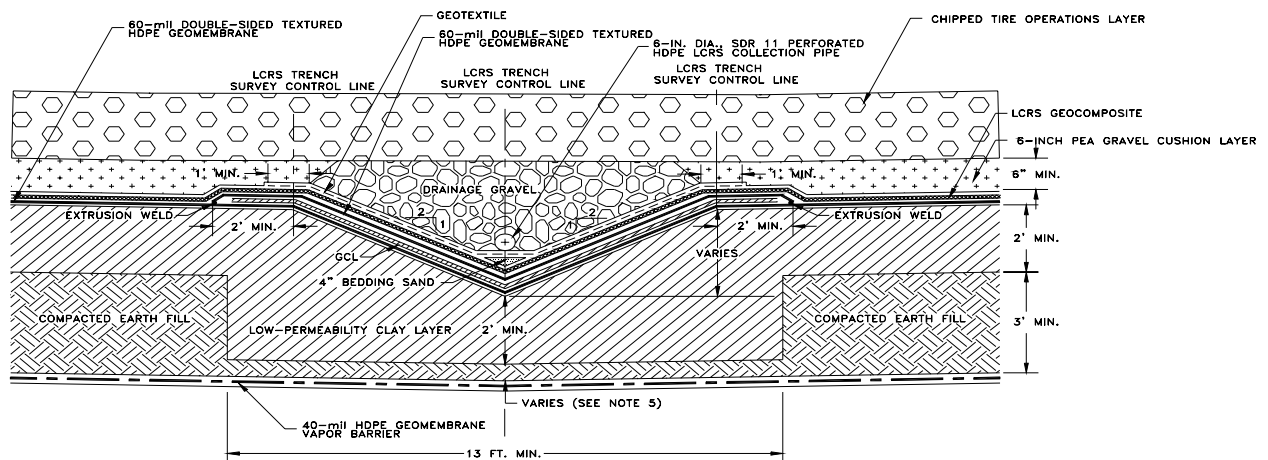 60-mil DOUBLE-SIDED TEXTURED
HDPE GEOMEMBRANE
GEOTEXTILE
60-mil DOUBLE-SIDED TEXTURED
HDPE GEOMEMBRANE
6-IN. DIA., SDR 11 PERFORATED
HDPE LCRS COLLECTION PIPE
CHIPPED TIRE OPERATIONS LAYER
LCRS TRENCH
SURVEY CONTROL LINE
LCRS TRENCH
SURVEY CONTROL LINE
LCRS TRENCH
SURVEY CONTROL LINE
LCRS GEOCOMPOSITE
6-INCH PEA GRAVEL CUSHION LAYER
1' MIN.
DRAINAGE GRAVEL
1' MIN.
6" MIN.
EXTRUSION WELD
2
1
2
1
EXTRUSION WELD
2' MIN.
2' MIN.
2'
GCL
VARIES
4" BEDDING SAND
COMPACTED EARTH FILL
LOW-PERMEABILITY CLAY LAYER
2' MIN.
COMPACTED EARTH FILL
3' MIN.
VARIES (SEE NOTE 5)
40-mil HDPE GEOMEMBRANE
VAPOR BARRIER
13 FT. MIN.